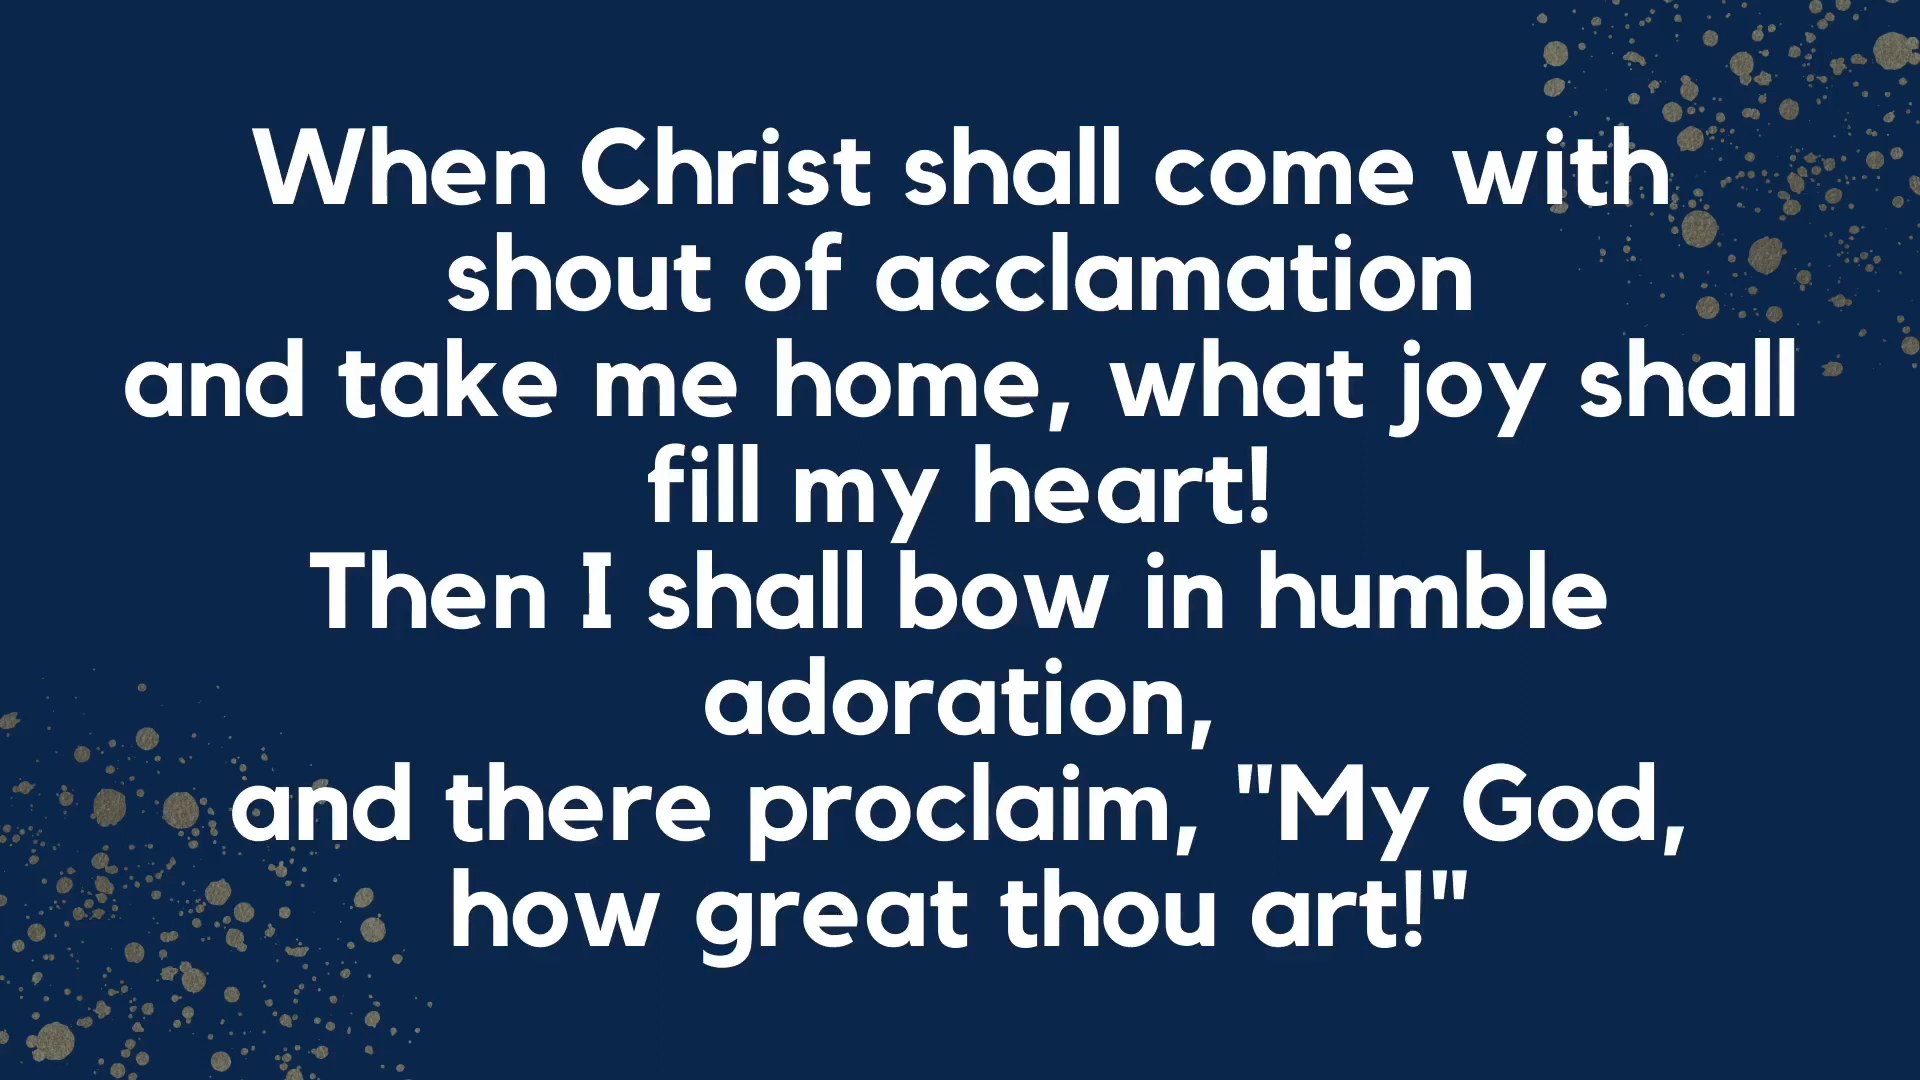 When Christ shall come with
shout of acclamation
and take me home, what joy shall
fill my heart!
Then I shall bow in humble
adoration,
and there proclaim, "My God,
how great thou art!"